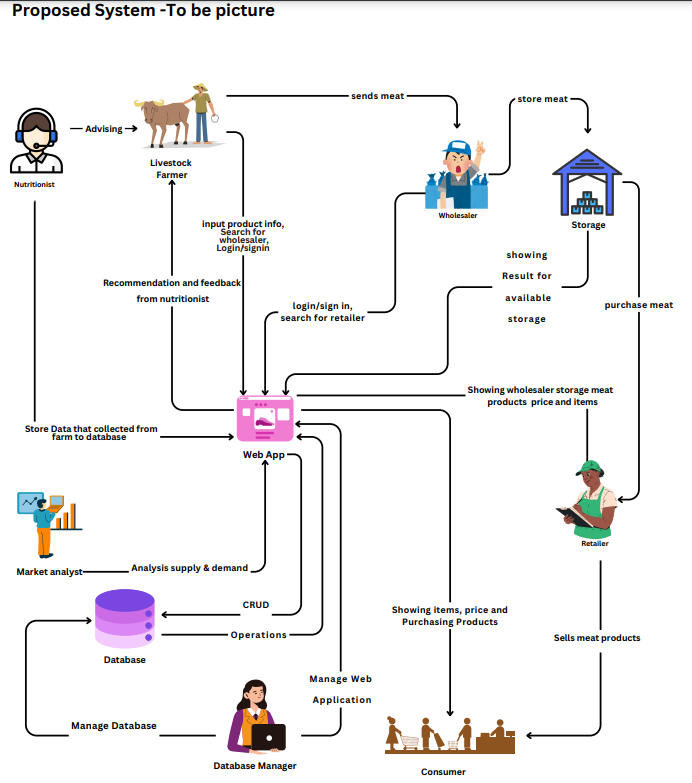 Proposed System -To be picture
sends meat
store meat
Advising
Nutritionist
Livestock
Farmer
Wholesaler
Storage
input product info,
Search for
wholesaler,
Login/signin
showing
Result for
available
storage
Recommendation and feedback
from nutritionist
login/sign in,
search for retailer
purchase meat
Showing wholesaler storage meat
products price and items
Store Data that collected from
farm to database
Web App
Retailer
Market analyst
Analysis supply & demand
CRUD
Operations
Showing items, price and
Purchasing Products
Sells meat products
Database
Manage Web
Application
Manage Database
Database Manager
Consumer